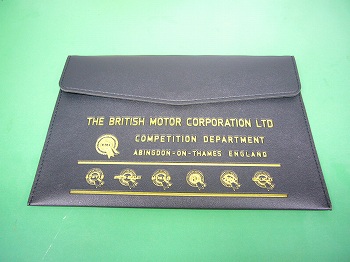 THE BRITISH MOTOR CORPORATION LTD
COMPETITION DEPARTMENT
ABINGDON-ON-THAMES ENGLAND